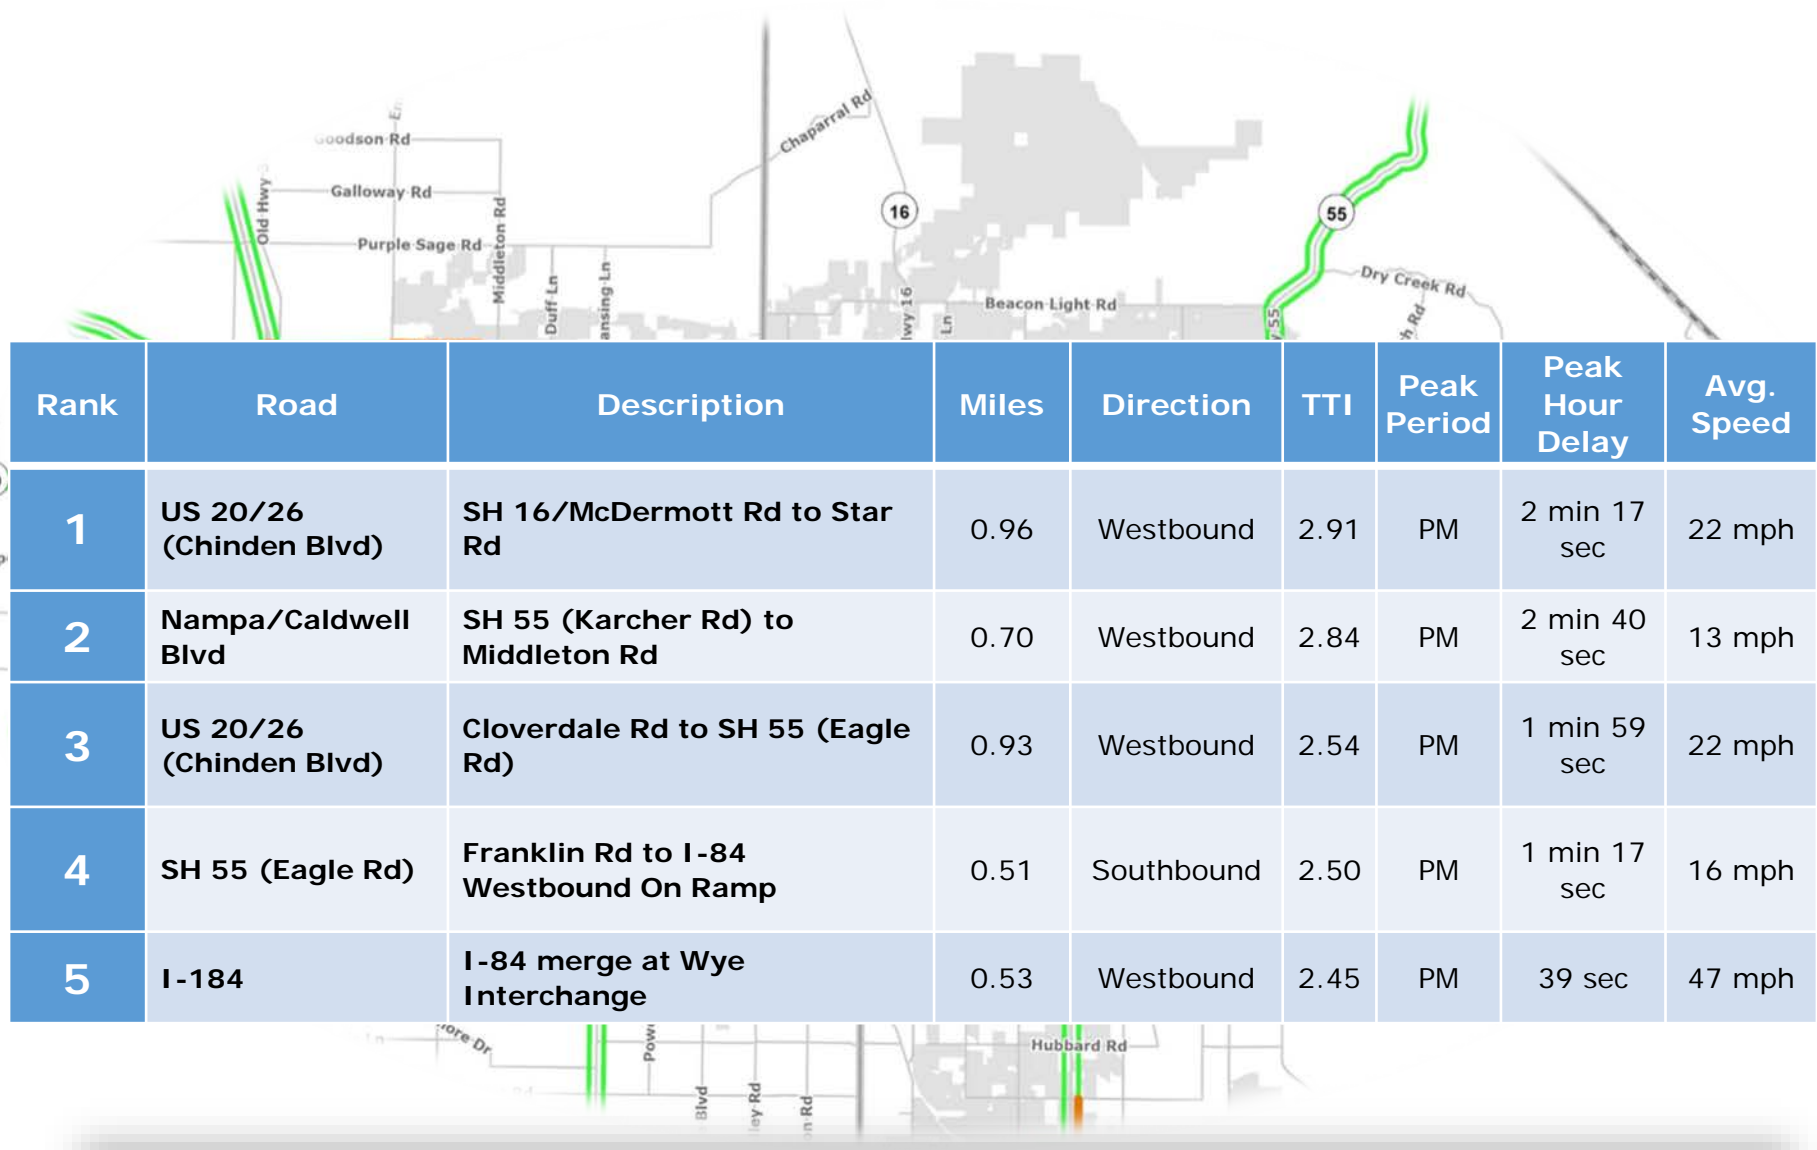 Goodson Rd
Galloway Rd
Purple Sage Rd
Middleton Rd
Duff Ln
Chaparral Rd
16
55
Dry Creek Rd
Beacon Light Rd
Ln
Rank
Road
Description
Miles
Direction
TTI
Peak
Period
Peak
Hour
Delay
Avg.
Speed
1
US 20/26
(Chinden Blvd)
SH 16/McDermott Rd to Star
Rd
0.96
Westbound
2.91
PM
2 min 17
sec
22 mph
2
Nampa/Caldwell
Blvd
SH 55 (Karcher Rd) to
Middleton Rd
0.70
Westbound
2.84
PM
2 min 40
sec
13 mph
3
US 20/26
(Chinden Blvd)
Cloverdale Rd to SH 55 (Eagle
Rd)
0.93
Westbound
2.54
PM
1 min 59
sec
22 mph
4
SH 55 (Eagle Rd)
Franklin Rd to I-84
Westbound On Ramp
0.51
Southbound
2.50
PM
1 min 17
sec
16 mph
5
I-184
I-84 merge at Wye
Interchange
0.53
Westbound
2.45
PM
39 sec
47 mph
Hubbard Rd
Blvd